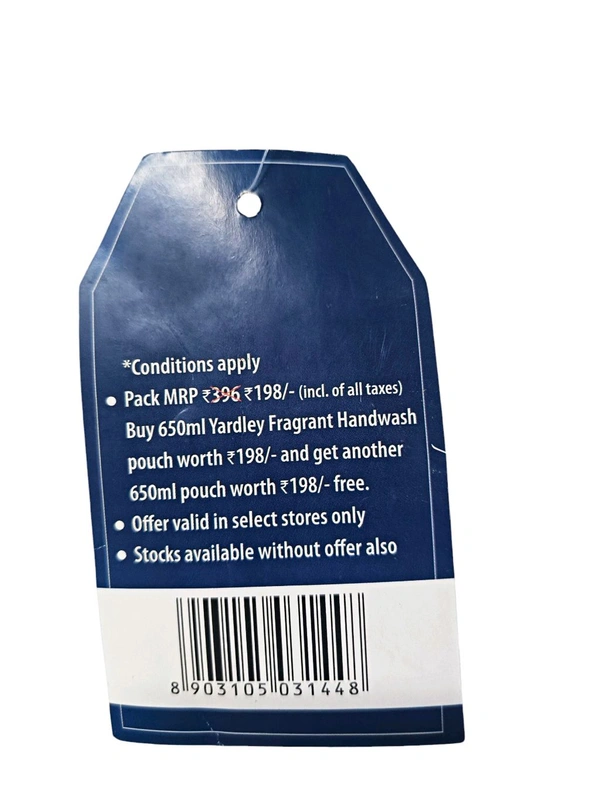 *Conditions apply
• Pack MRP ₹396 ₹198/- (incl. of all taxes)
Buy 650ml Yardley Fragrant Handwash
pouch worth ₹198/- and get another
650ml pouch worth ₹198/- free.
• Offer valid in select stores only
• Stocks available without offer also
8 903105 031448